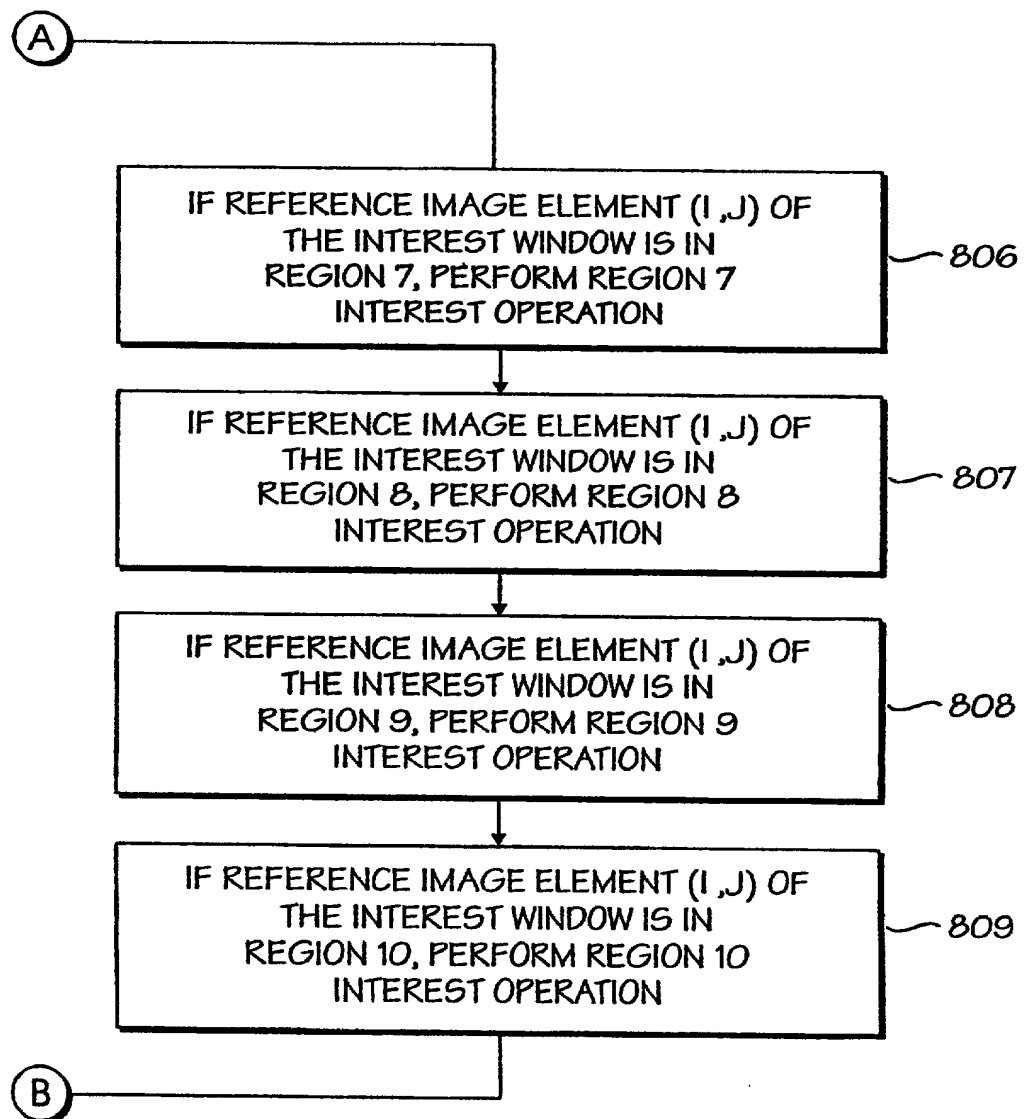 A
IF REFERENCE IMAGE ELEMENT (I ,J) OF
THE INTEREST WINDOW IS IN
REGION 7, PERFORM REGION 7
INTEREST OPERATION
806
IF REFERENCE IMAGE ELEMENT (I ,J) OF
THE INTEREST WINDOW IS IN
REGION 8, PERFORM REGION 8
INTEREST OPERATION
807
IF REFERENCE IMAGE ELEMENT (I ,J) OF
THE INTEREST WINDOW IS IN
REGION 9, PERFORM REGION 9
INTEREST OPERATION
808
IF REFERENCE IMAGE ELEMENT (I ,J) OF
THE INTEREST WINDOW IS IN
REGION 10, PERFORM REGION 10
INTEREST OPERATION
809
B